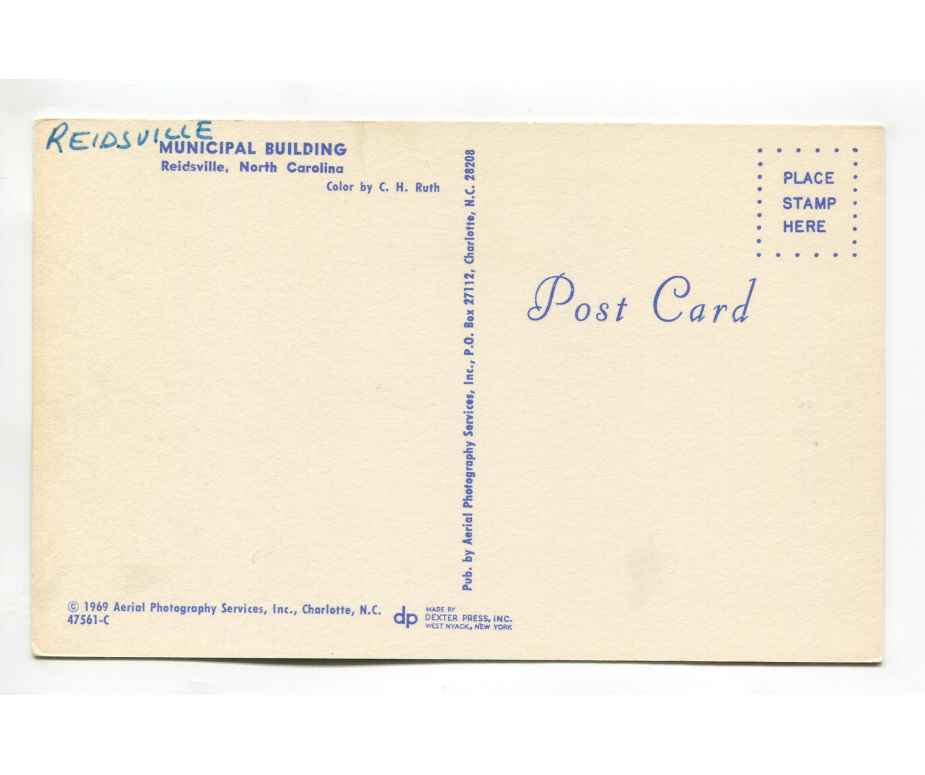 REIDSVILLE
MUNICIPAL BUILDING
Reidsville, North Carolina
Color by C. H. Ruth
Pub. by Aerial Photography Services, Inc., P.O. Box 27112, Charlotte, N.C. 28208
PLACE
STAMP
HERE
Post Card
© 1969 Aerial Photography Services, Inc., Charlotte, N.C.
47561-C
dp
MADE BY
DEXTER PRESS, INC.
WEST NYACK, NEW YORK